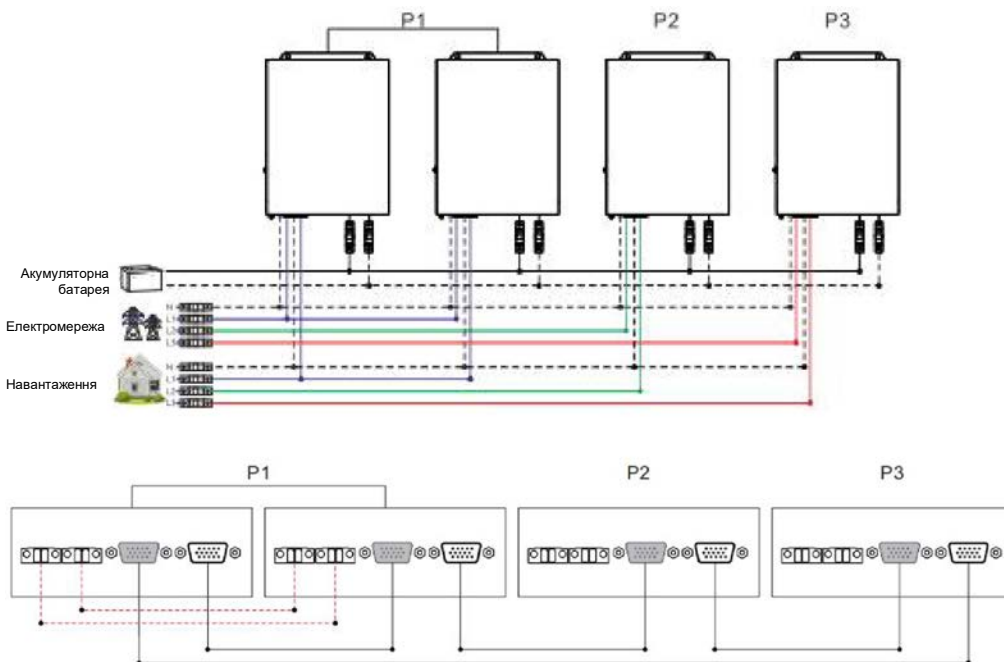 P1 P2 P3
Акумуляторна
батарея
Електромережа
N
L1
L2
L3
Навантаження
N
L1
L2
L3
P1 P2 P3